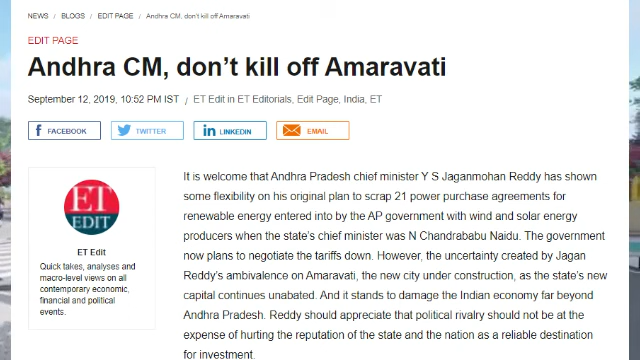 NEWS / BLOGS / EDIT PAGE / Andhra CM, don't kill off Amaravati
EDIT PAGE
Andhra CM, don't kill off Amaravati
September 12, 2019, 10:52 PM IST / ET Edit in ET Editorials, Edit Page, India, ET
f FACEBOOK TWITTER in LINKEDIN EMAIL
ET
EDIT
ET Edit
Quick takes, analyses and
macro-level views on all
contemporary economic,
financial and political
events.
It is welcome that Andhra Pradesh chief minister Y S Jaganmohan Reddy has shown
some flexibility on his original plan to scrap 21 power purchase agreements for
renewable energy entered into by the AP government with wind and solar energy
producers when the state's chief minister was N Chandrababu Naidu. The government
now plans to negotiate the tariffs down. However, the uncertainty created by Jagan
Reddy's ambivalence on Amaravati, the new city under construction, as the state's new
capital continues unabated. And it stands to damage the Indian economy far beyond
Andhra Pradesh. Reddy should appreciate that political rivalry should not be at the
expense of hurting the reputation of the state and the nation as a reliable destination
for investment.